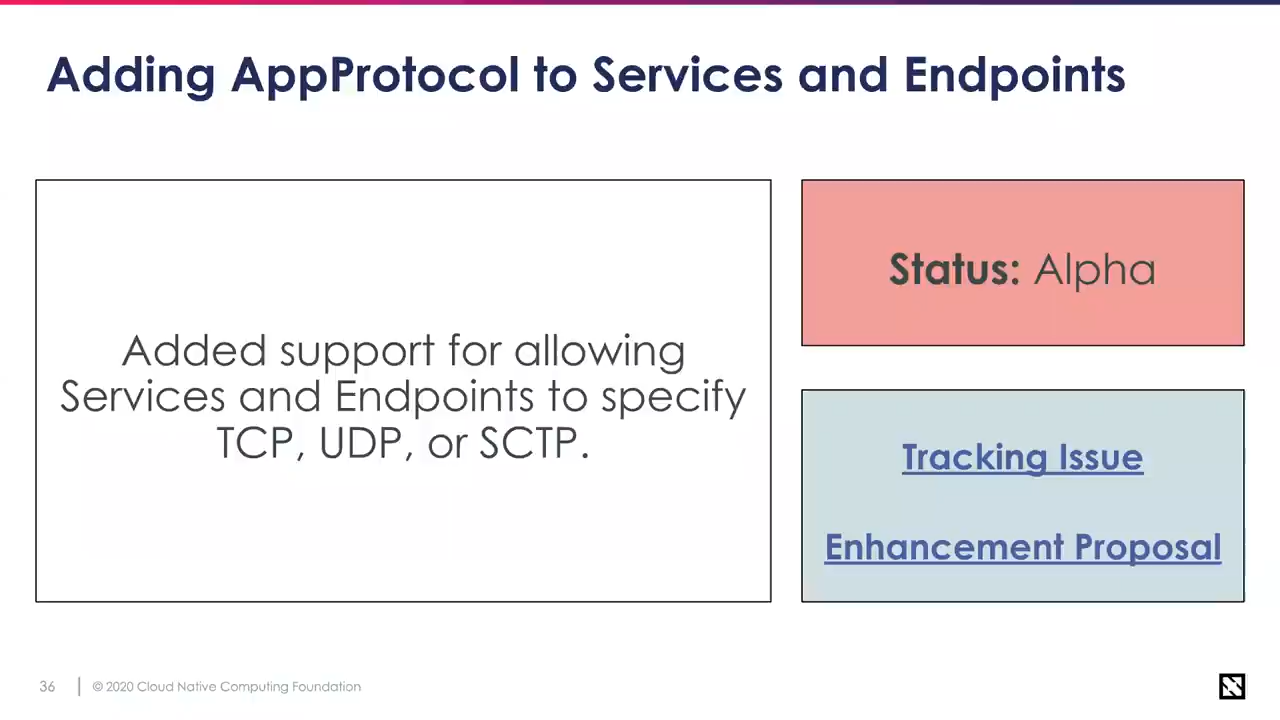 Adding AppProtocol to Services and Endpoints
Added support for allowing
Services and Endpoints to specify
TCP, UDP, or SCTP.
Status: Alpha
Tracking Issue
Enhancement Proposal
36
© 2020 Cloud Native Computing Foundation